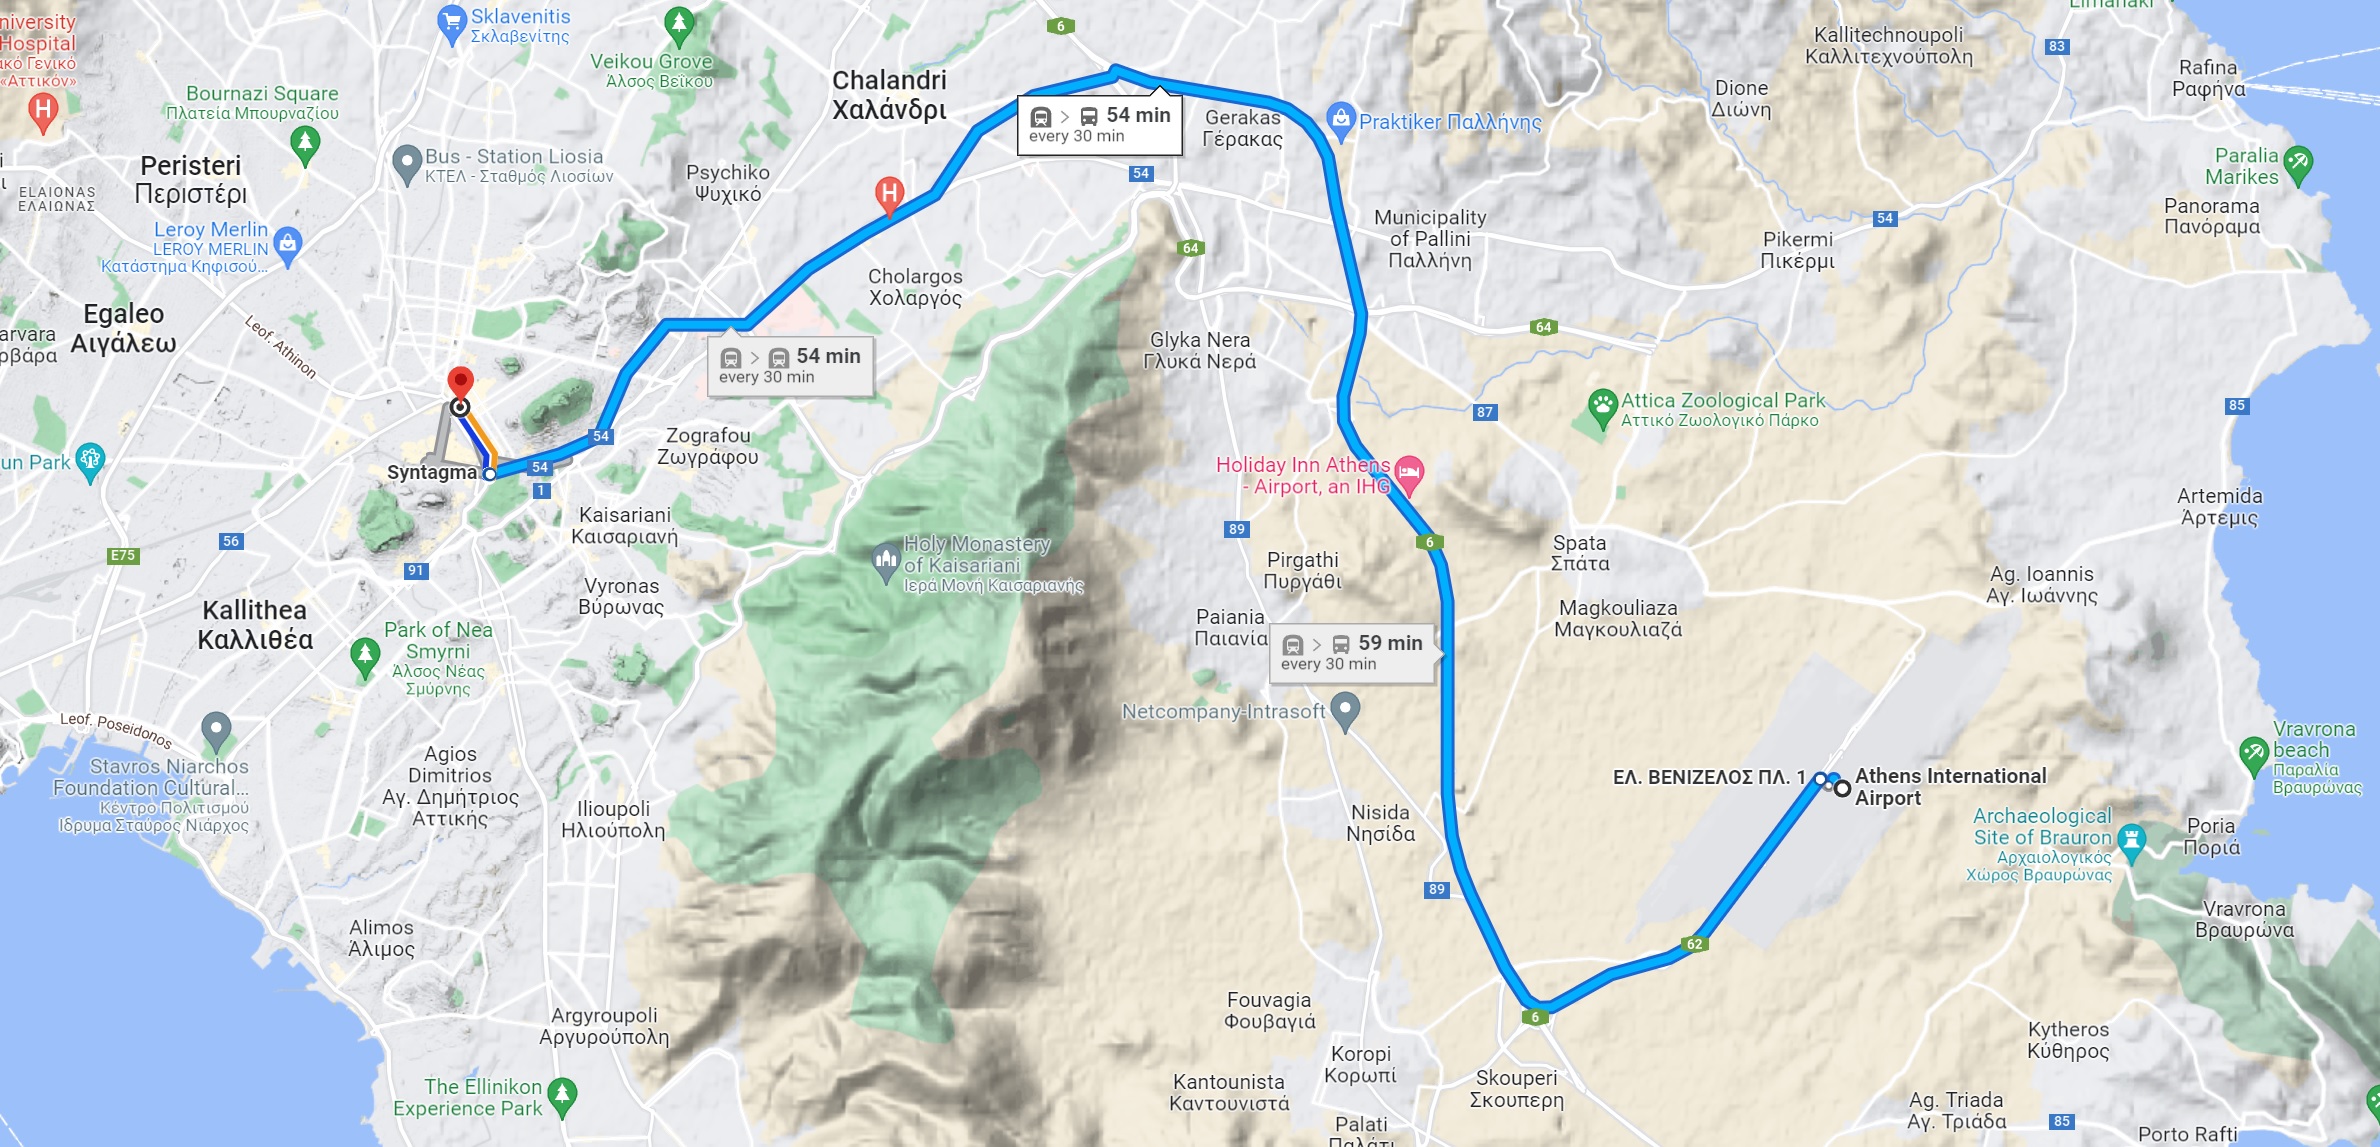 6
Limanaki
Sklavenitis
Σκλαβενίτης
Kallitechnoupoli
Καλλιτεχνούπολη
83
niversity
Hospital
ακό Γενικό
«Αττικόν»
H
Veikou Grove
Άλσος Βεΐκου
Chalandri
Χαλάνδρι
Rafina
Ραφήνα
Bournazi Square
Πλατεία Μπουρναζίου
Dione
Διώνη
54 min
every 30 min
Gerakas
Γέρακας
Praktiker Παλλήνης
Peristeri
Περιστέρι
Bus - Station Liosia
ΚΤΕΛ - Σταθμός Λιοσίων
Psychiko
Ψυχικό
54
Paralia
Marikes
ELAIONAS
ΕΛΑΙΩΝΑΣ
H
Panorama
Πανόραμα
Leroy Merlin
LEROY MERLIN
Κατάστημα Κηφισού...
Municipality
of Pallini
Παλλήνη
54
Pikermi
Πικέρμι
64
Cholargos
Χολαργός
Egaleo
Αιγάλεω
arvara
ρβάρα
Leof. Athinon
64
Glyka Nera
Γλυκά Νερά
54 min
every 30 min
87
Attica Zoological Park
Αττικό Ζωολογικό Πάρκο
85
Zografou
Ζωγράφου
54
un Park
Syntagma
54
1
Holiday Inn Athens
- Airport, an IHG
Artemida
Άρτεμις
Kaisariani
Καισαριανή
89
56
E75
91
6
Holy Monastery
of Kaisariani
Ιερά Μονή Καισαριανής
Spata
Σπάτα
Pirgathi
Πυργάθι
Ag. Ioannis
Αγ. Ιωάννης
Vyronas
Βύρωνας
Kallithea
Καλλιθέα
Magkouliaza
Μαγκουλιαζά
Paiania
Παιανία
Park of Nea
Smyrni
Άλσος Νέας
Σμύρνης
59 min
every 30 min
Netcompany-Intrasoft
Leof. Poseidonos
Vravrona
beach
Παραλία
Βραυρώνας
Stavros Niarchos
Foundation Cultural...
Κέντρο Πολιτισμού
Ίδρυμα Σταύρος Νιάρχος
Agios
Dimitrios
Αγ. Δημήτριος
Αττικής
ΕΛ. ΒΕΝΙΖΕΛΟΣ ΠΛ. 1
Athens International
Airport
Ilioupoli
Ηλιούπολη
Nisida
Νησίδα
Archaeological
Site of Brauron
Αρχαιολογικός
Χώρος Βραυρώνας
Poria
Ποριά
89
Vravrona
Βραυρώνα
Alimos
Άλιμος
62
Fouvagia
Φουβαγιά
6
Argyroupoli
Αργυρούπολη
Kytheros
Κύθηρος
Koropi
Κορωπί
Kantounista
Καντουνιστά
Skouperi
Σκουπερη
The Ellinikon
Experience Park
Ag. Triada
Αγ. Τριάδα
85
Palati
Παλάτι
Porto Rafti